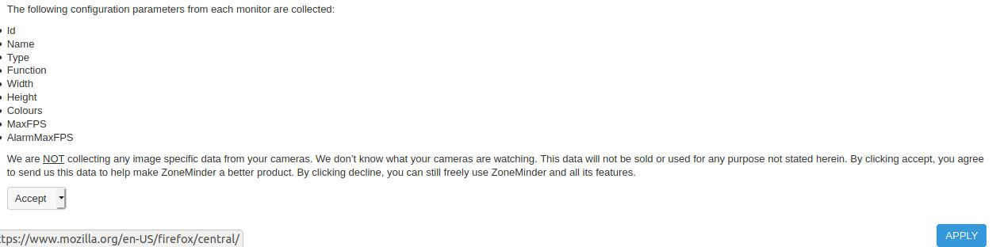 The following configuration parameters from each monitor are collected:
Id
Name
Type
Function
Width
Height
Colours
MaxFPS
AlarmMaxFPS
We are NOT collecting any image specific data from your cameras. We don’t know what your cameras are watching. This data will not be sold or used for any purpose not stated herein. By clicking accept, you agree
to send us this data to help make ZoneMinder a better product. By clicking decline, you can still freely use ZoneMinder and all its features.
Accept
ttps://www.mozilla.org/en-US/firefox/central/
APPLY